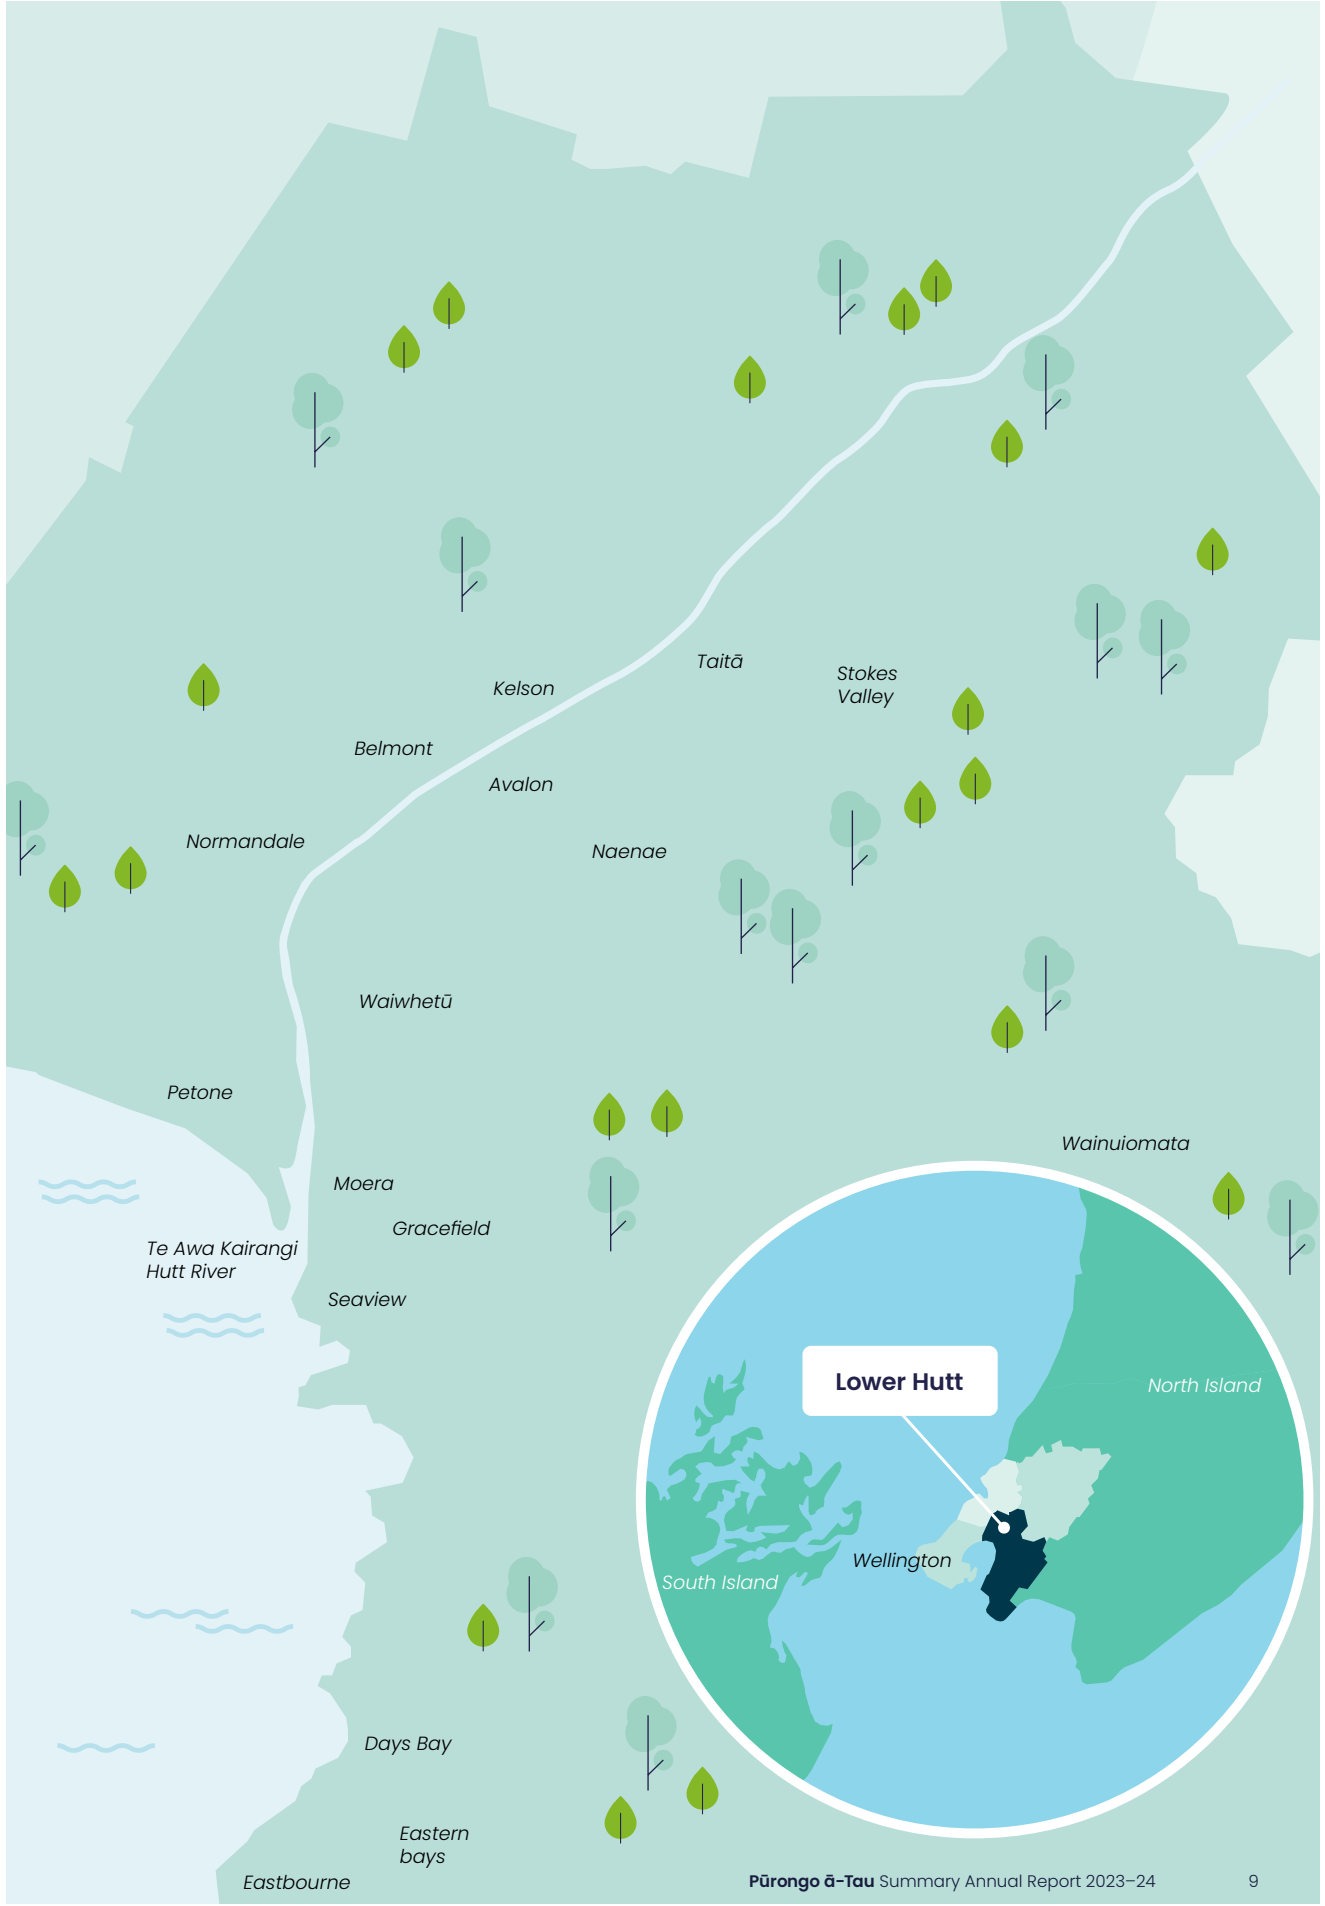 Taitā
Stokes
Valley
Kelson
Belmont
Avalon
Normandale
Naenae
Waiwhetū
Petone
Wainuiomata
Moera
Gracefield
Te Awa Kairangi
Hutt River
Seaview
Lower Hutt
North Island
Wellington
South Island
Days Bay
Eastern
bays
Eastbourne
Pūrongo ā-Tau Summary Annual Report 2023–24 9